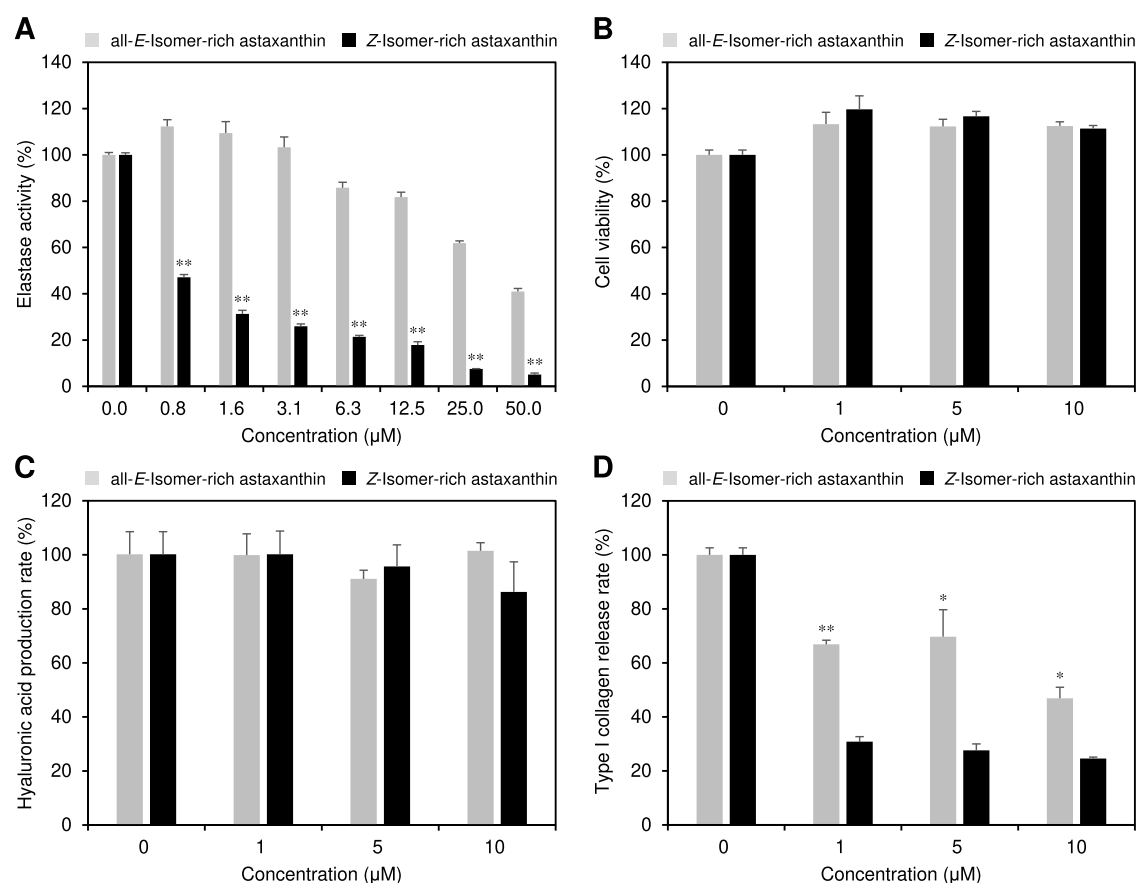 A
all-E-Isomer-rich astaxanthin Z-Isomer-rich astaxanthin
140
120
100
80
60
40
20
0
Elastase activity (%)
** ** ** ** ** ** **
0.0 0.8 1.6 3.1 6.3 12.5 25.0 50.0
Concentration (µM)
B
all-E-Isomer-rich astaxanthin Z-Isomer-rich astaxanthin
140
120
100
80
60
40
20
0
Cell viability (%)
0 1 5 10
Concentration (µM)
C
all-E-Isomer-rich astaxanthin Z-Isomer-rich astaxanthin
120
100
80
60
40
20
0
Hyaluronic acid production rate (%)
0 1 5 10
Concentration (µM)
D
all-E-Isomer-rich astaxanthin Z-Isomer-rich astaxanthin
120
100
80
60
40
20
0
Type I collagen release rate (%)
** * *
0 1 5 10
Concentration (µM)